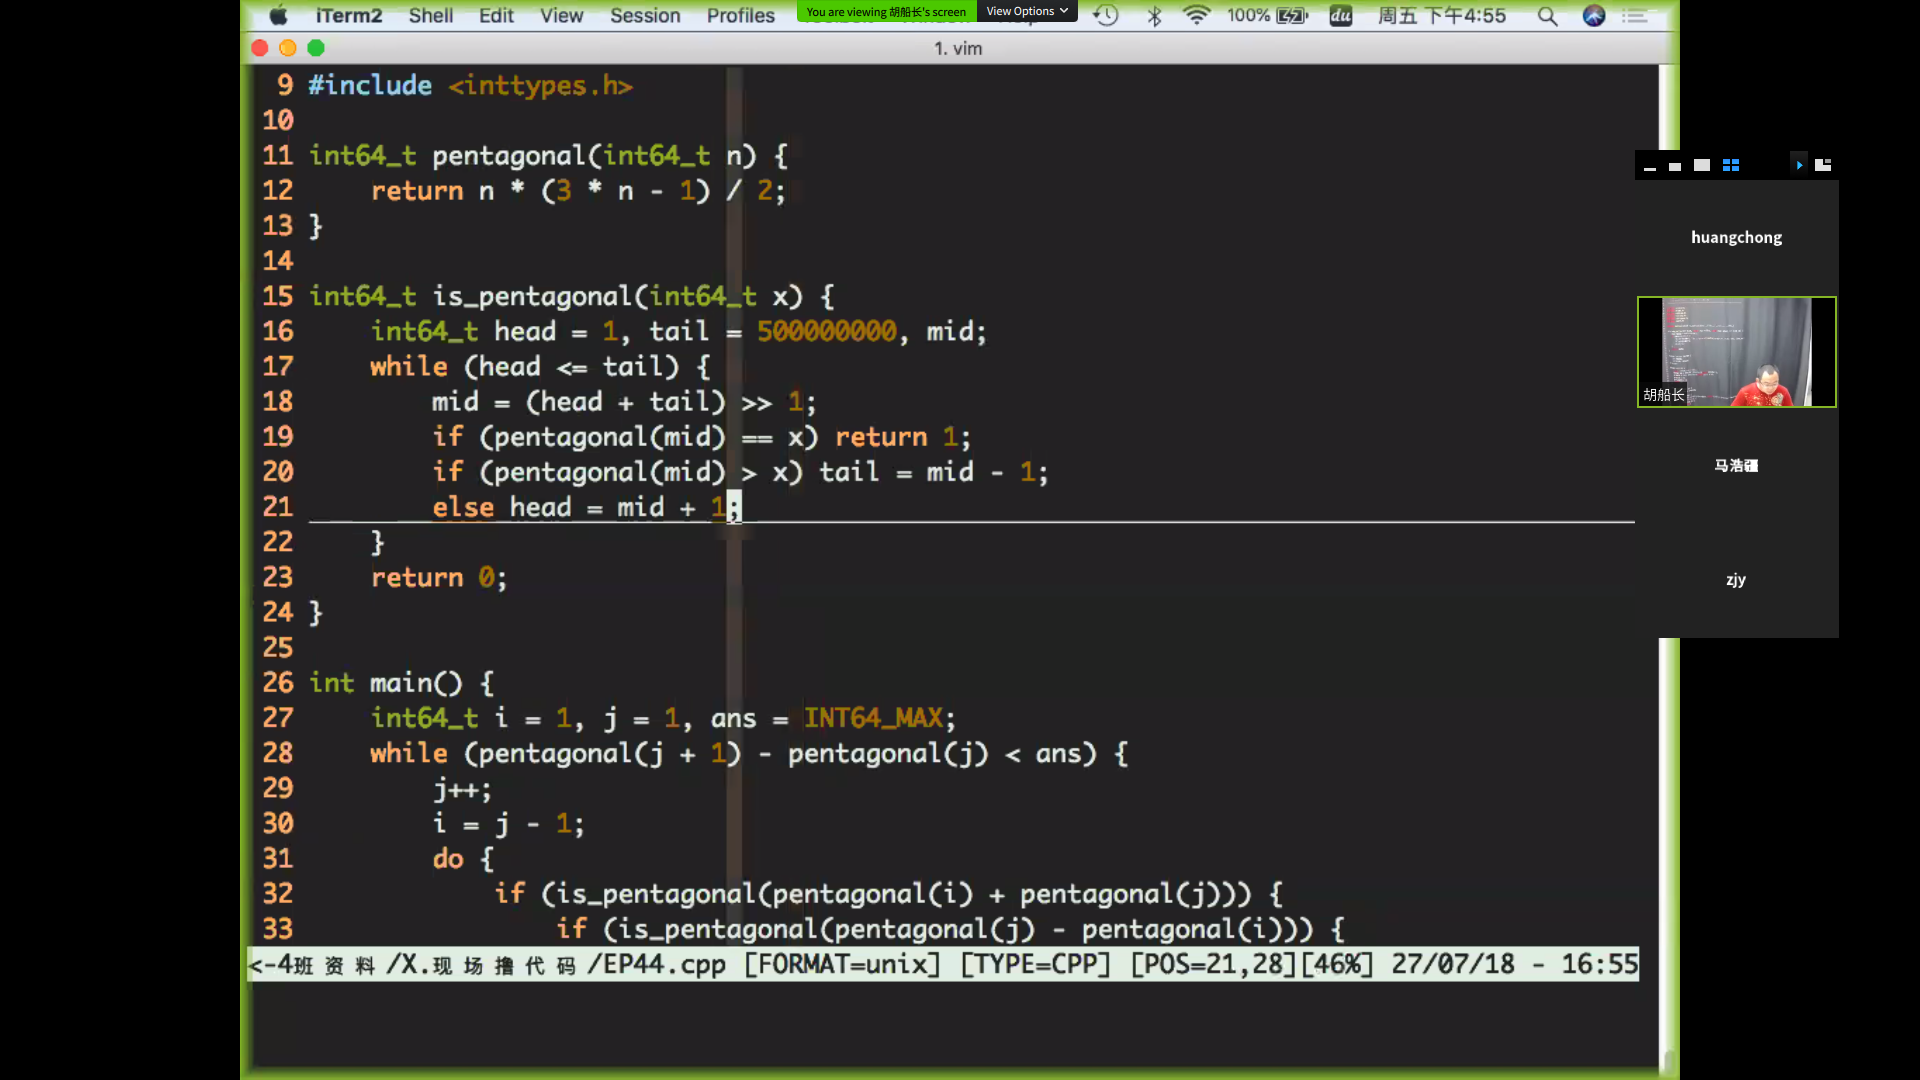 iTerm2 Shell Edit View Session Profiles
You are viewing 胡船长's screen View Options
100% du 周五 下午4:55
1. vim
9 #include <inttypes.h>
10
11 int64_t pentagonal(int64_t n) {
12 return n * (3 * n - 1) / 2;
13 }
14
15 int64_t is_pentagonal(int64_t x) {
16 int64_t head = 1, tail = 500000000, mid;
17 while (head <= tail) {
18 mid = (head + tail) >> 1;
19 if (pentagonal(mid) == x) return 1;
20 if (pentagonal(mid) > x) tail = mid - 1;
21 else head = mid + 1;
22 }
23 return 0;
24 }
25
26 int main() {
27 int64_t i = 1, j = 1, ans = INT64_MAX;
28 while (pentagonal(j + 1) - pentagonal(j) < ans) {
29 j++;
30 i = j - 1;
31 do {
32 if (is_pentagonal(pentagonal(i) + pentagonal(j))) {
33 if (is_pentagonal(pentagonal(j) - pentagonal(i))) {
<-4班资料/X.现场撸代码/EP44.cpp [FORMAT=unix] [TYPE=CPP] [POS=21,28][46%] 27/07/18 - 16:55
huangchong
胡船长
马浩疆
zjy